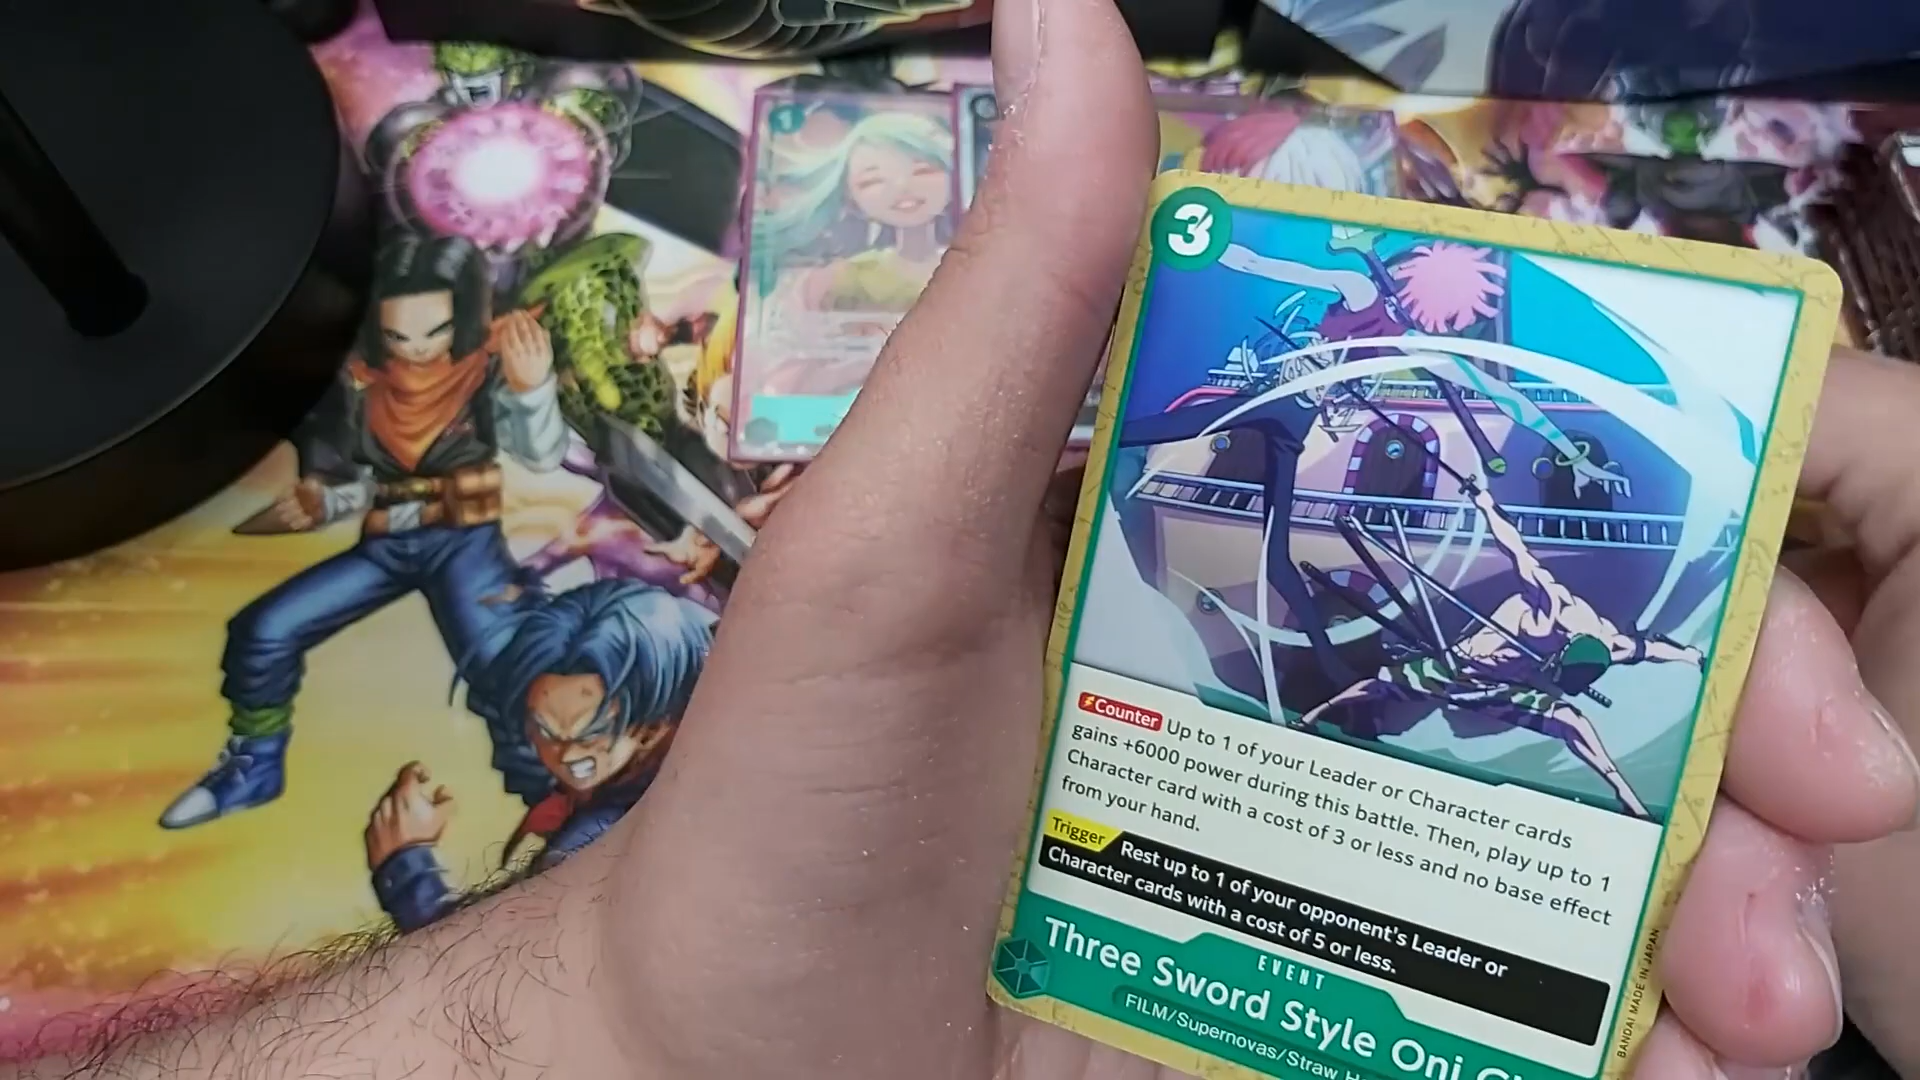 1
3
Counter Up to 1 of your Leader or Character cards
gains +6000 power during this battle. Then, play up to 1
Character card with a cost of 3 or less and no base effect
from your hand.
Trigger Rest up to 1 of your opponent's Leader or
Character cards with a cost of 5 or less.
EVENT
Three Sword Style Oni
FILM/Supernovas/Straw
BANDAI MADE IN JAPAN